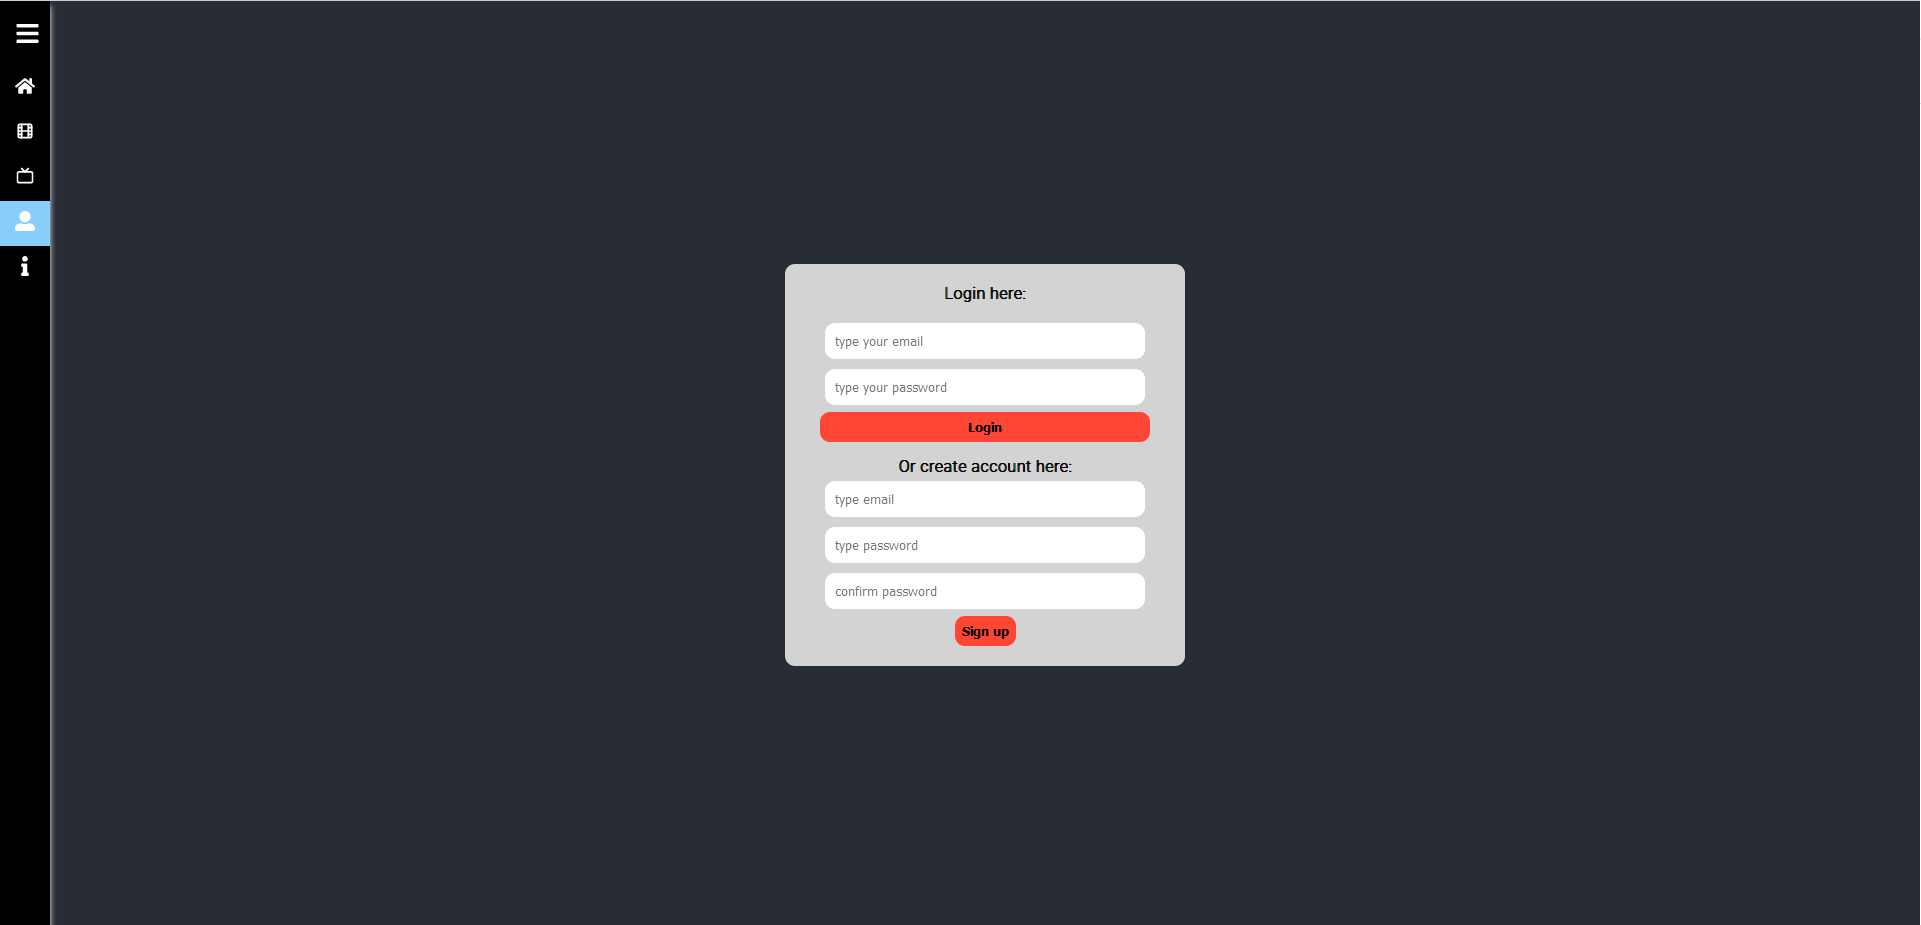 Login here:
type your email
type your password
Login
Or create account here:
type email
type password
confirm password
Sign up